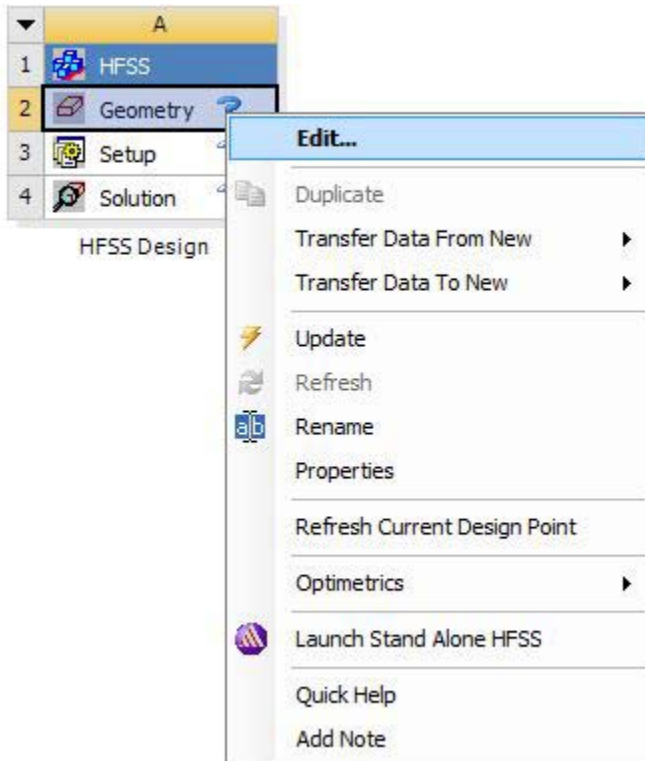 A
1 HFSS
2 Geometry ?
3 Setup
4 Solution
HFSS Design
Edit...
Duplicate
Transfer Data From New
Transfer Data To New
Update
Refresh
ab Rename
Properties
Refresh Current Design Point
Optimetrics
Launch Stand Alone HFSS
Quick Help
Add Note